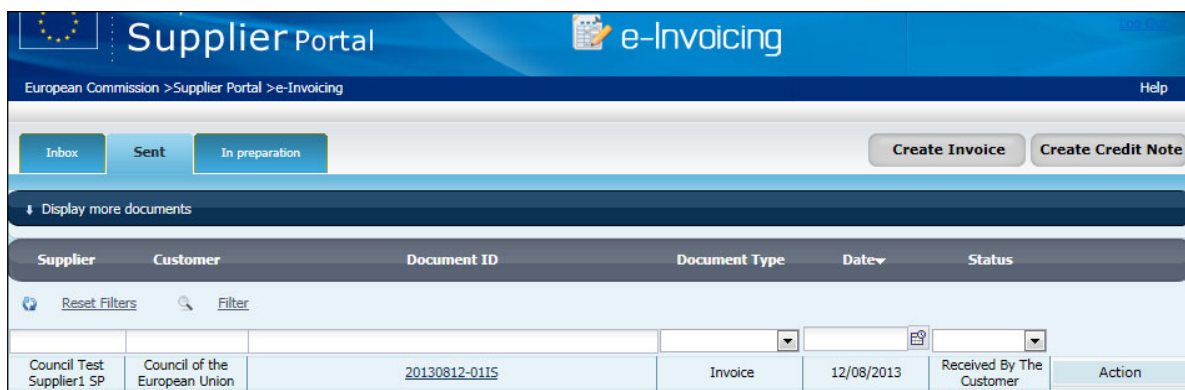 Supplier Portal
e-Invoicing
Log Out
European Commission >Supplier Portal >e-Invoicing
Help
Inbox
Sent
In preparation
Create Invoice
Create Credit Note
Display more documents
Supplier Customer Document ID Document Type Date Status
Reset Filters Filter
Council Test
Supplier1 SP
Council of the
European Union
20130812-01IS
Invoice
12/08/2013
Received By The
Customer
Action